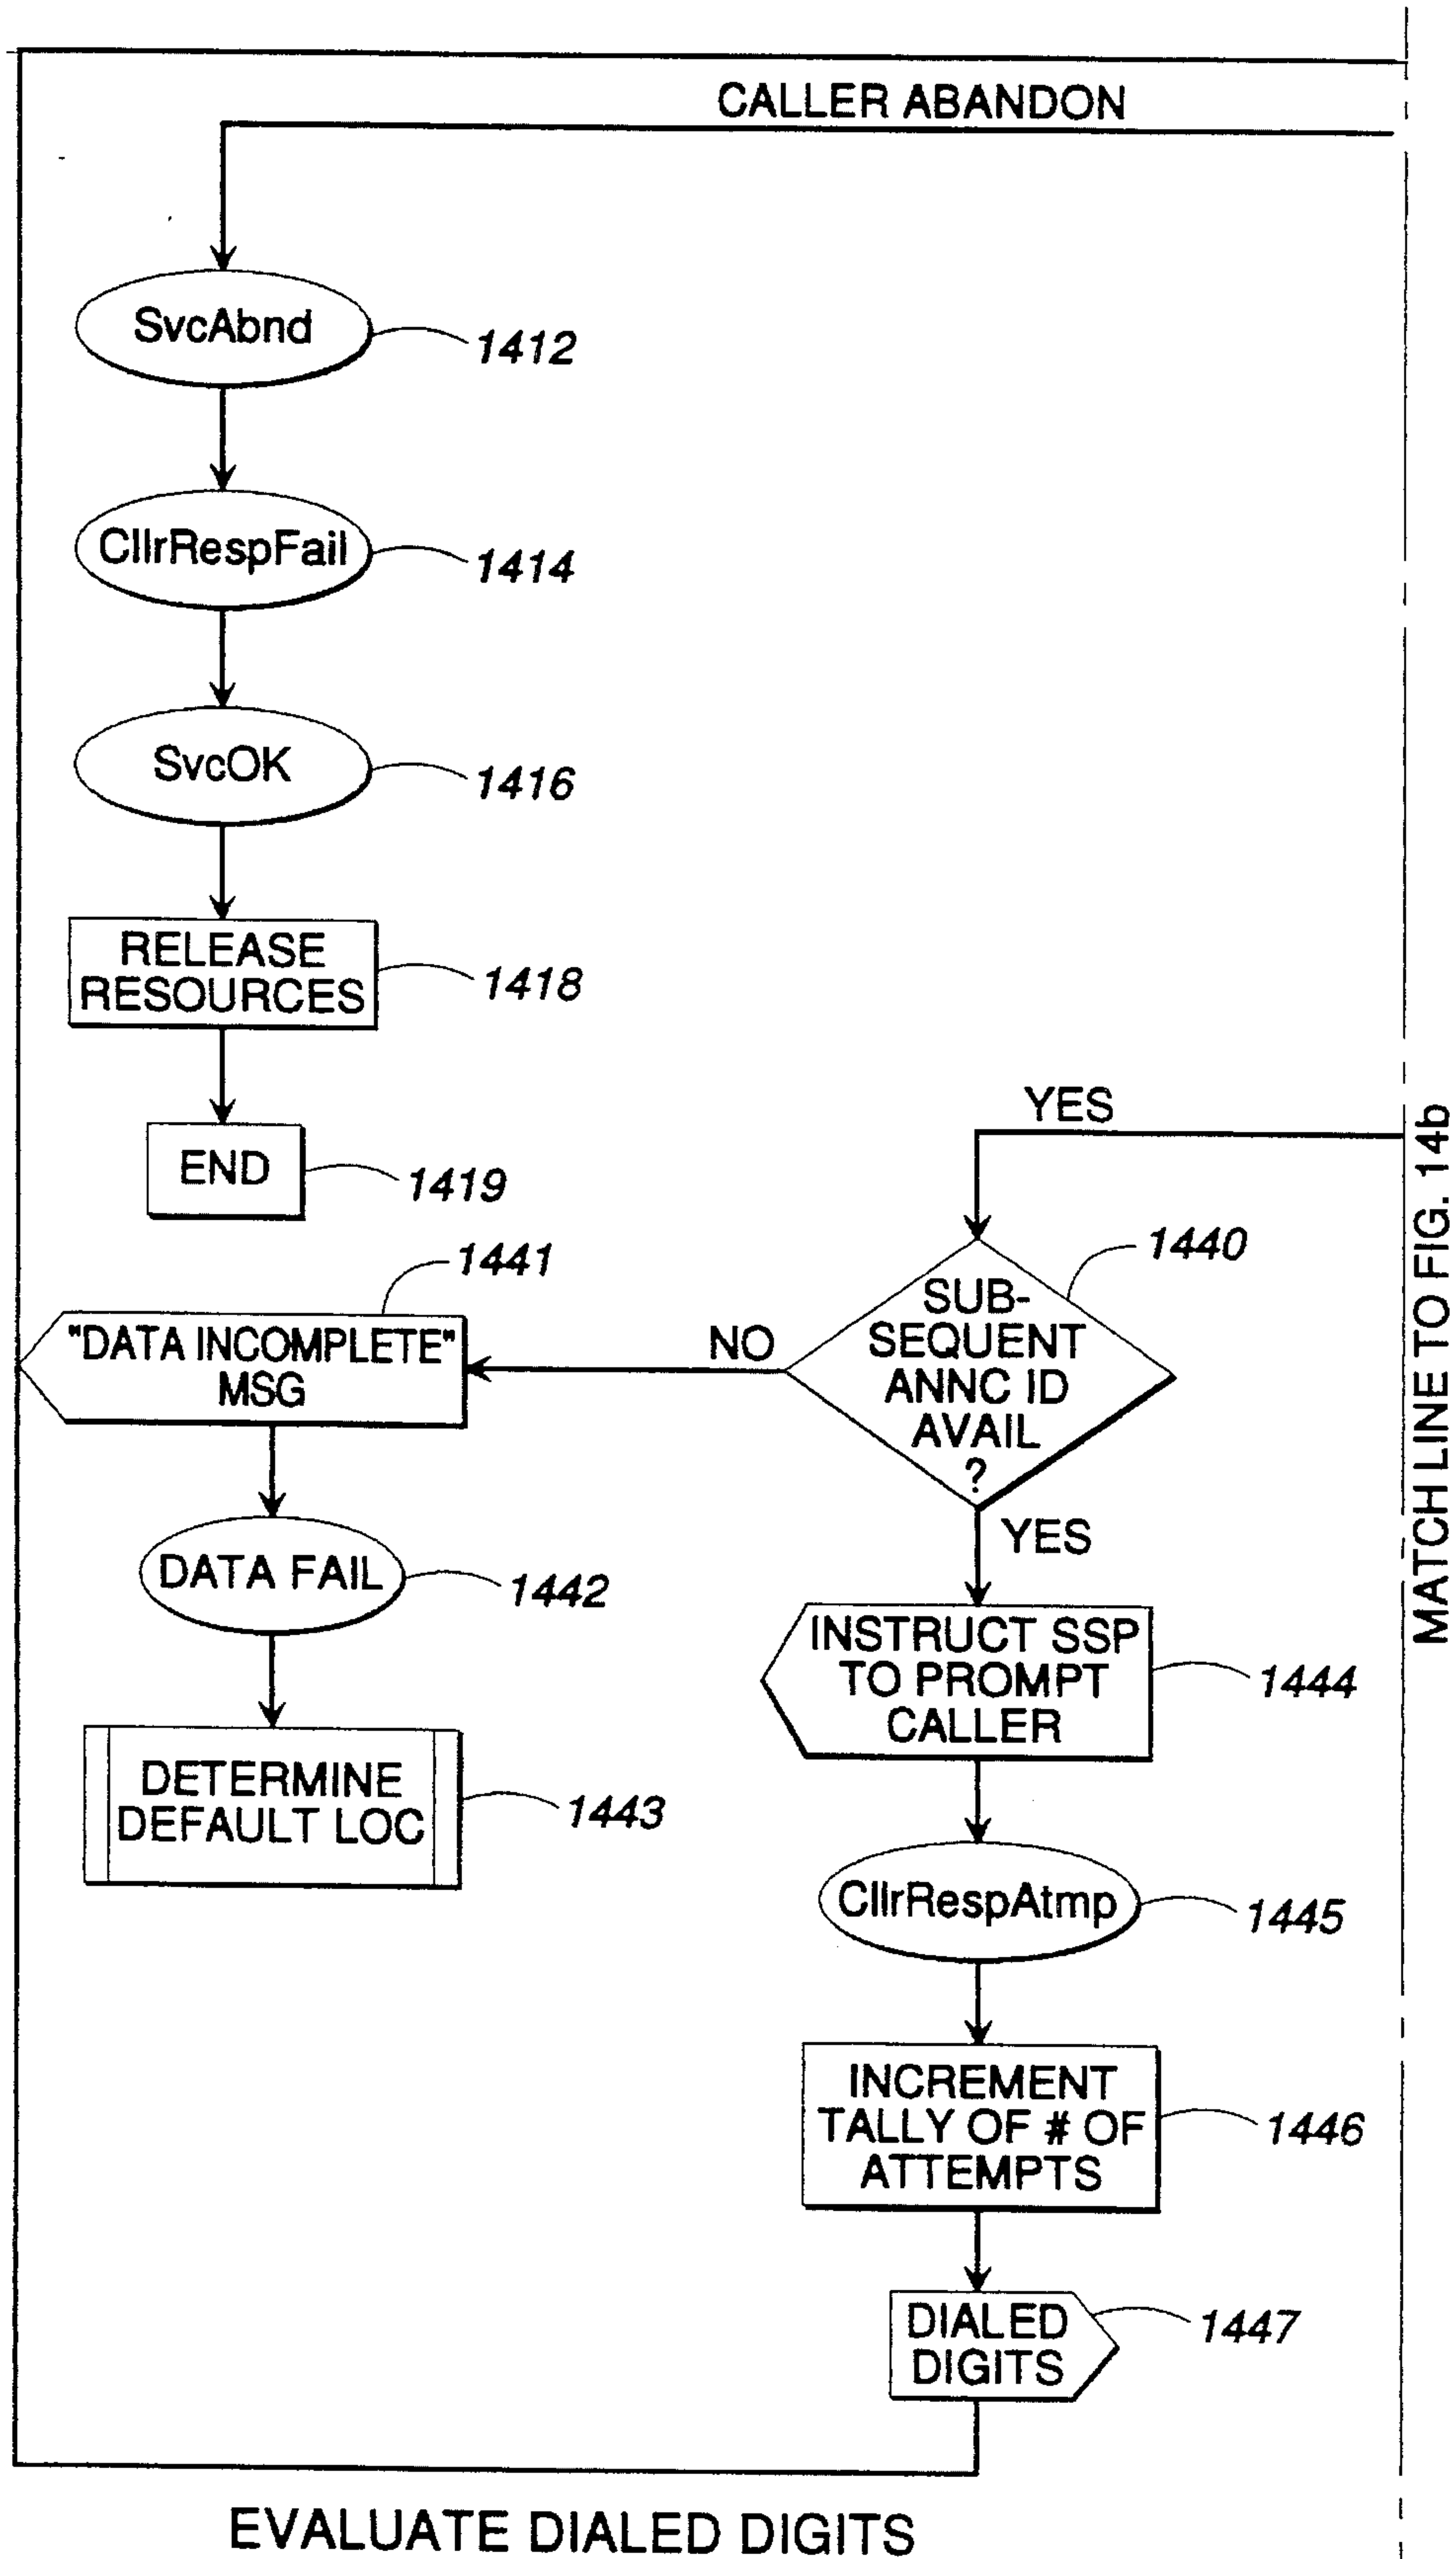 CALLER ABANDON
SvcAbnd
1412
CllrRespFail
1414
SvcOK
1416
RELEASE
RESOURCES
1418
END
1419
YES
1440
SUB-
SEQUENT
ANNC ID
AVAIL
?
NO
1441
"DATA INCOMPLETE"
MSG
DATA FAIL
1442
DETERMINE
DEFAULT LOC
1443
YES
INSTRUCT SSP
TO PROMPT
CALLER
1444
CllrRespAtmp
1445
INCREMENT
TALLY OF # OF
ATTEMPTS
1446
DIALED
DIGITS
1447
MATCH LINE TO FIG. 14b
EVALUATE DIALED DIGITS